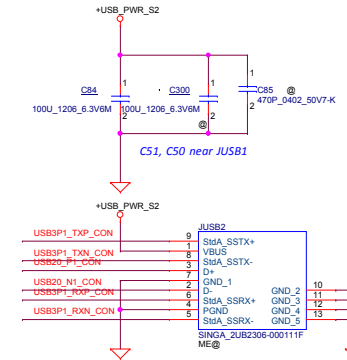 +USB_PWR_S2
1 1 1
C84 C300 C85 @
470P_0402_50V7-K
100U_1206_6.3V6M 100U_1206_6.3V6M
2 2 2
@
C51, C50 near JUSB1
+USB_PWR_S2
JUSB2
USB3P1_TXP_CON 9 StdA_SSTX+
1 VBUS
USB3P1_TXN_CON 8 StdA_SSTX-
USB20_P1_CON 3 D+
7 GND_1
USB20_N1_CON 2 D- GND_2 10
USB3P1_RXP_CON 6 StdA_SSRX+ GND_3 11
4 PGND GND_4 12
USB3P1_RXN_CON 5 StdA_SSRX- GND_5 13
SINGA_2UB2306-000111F
ME@